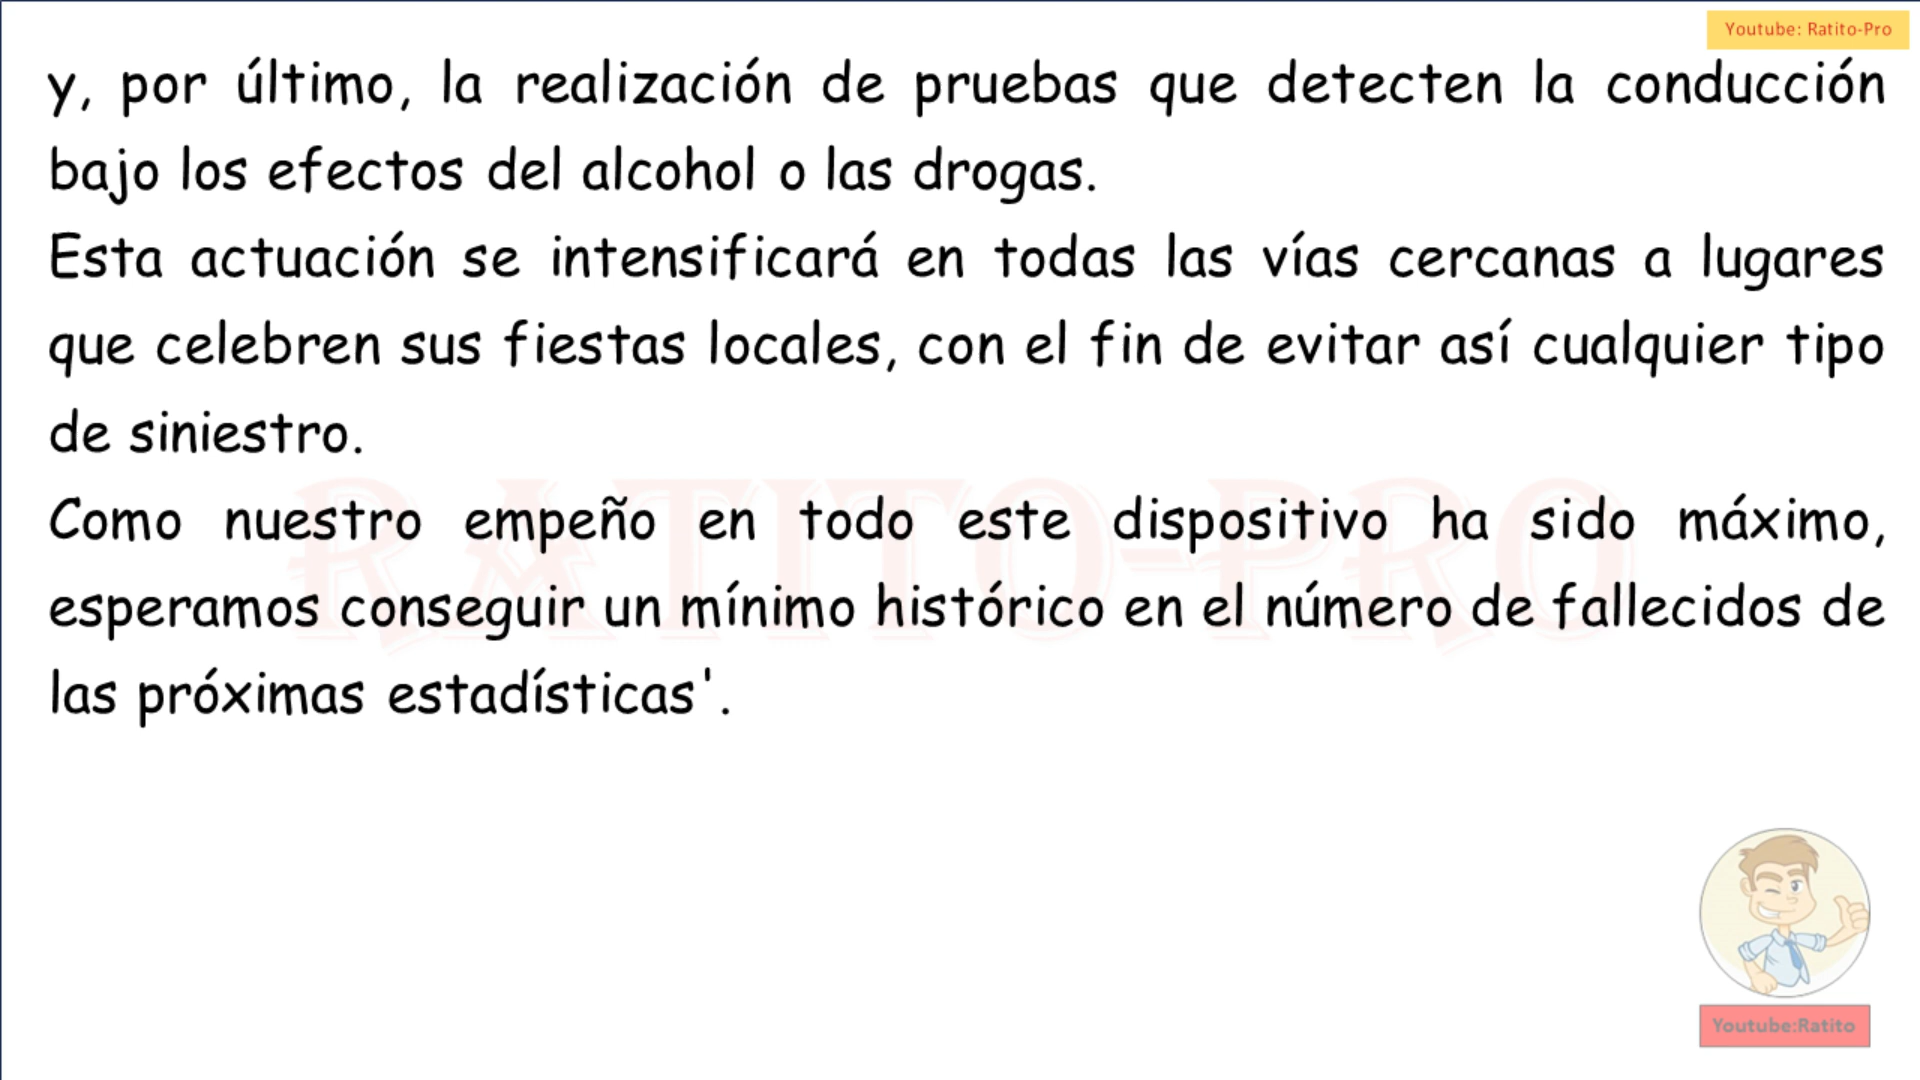 Youtube: Ratito-Pro
y, por último, la realización de pruebas que detecten la conducción
bajo los efectos del alcohol o las drogas.
Esta actuación se intensificará en todas las vías cercanas a lugares
que celebren sus fiestas locales, con el fin de evitar así cualquier tipo
de siniestro.
RATITO-PRO
Como nuestro empeño en todo este dispositivo ha sido máximo,
esperamos conseguir un mínimo histórico en el número de fallecidos de
las próximas estadísticas'.
Youtube:Ratito